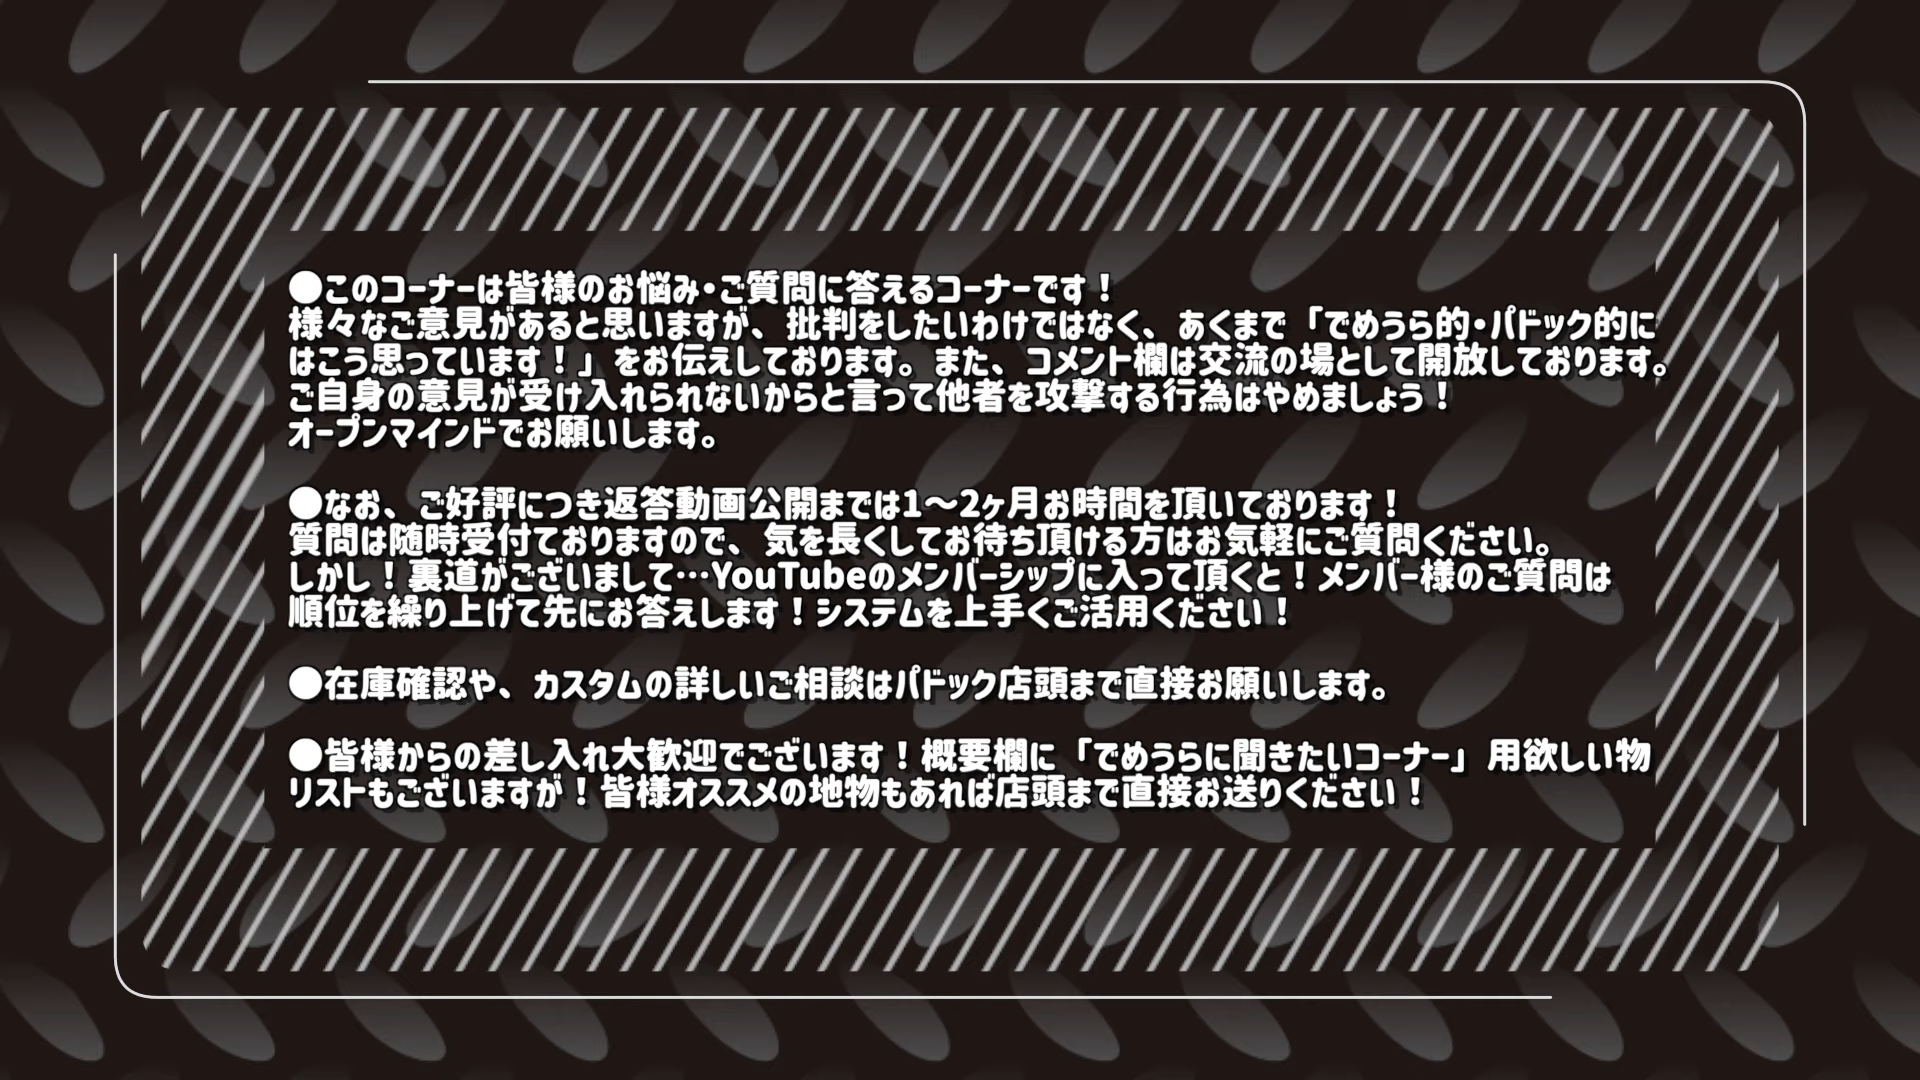 ●このコーナーは皆様のお悩み・ご質問に答えるコーナーです！
様々なご意見があると思いますが、批判をしたいわけではなく、あくまで「でめうら的・パドック的に
はこう思っています！」をお伝えしております。また、コメント欄は交流の場として開放しております。
ご自身の意見が受け入れられないからと言って他者を攻撃する行為はやめましょう！
オープンマインドでお願いします。
●なお、ご好評につき返答動画公開までは1〜2ヶ月お時間を頂いております！
質問は随時受付ておりますので、気を長くしてお待ち頂ける方はお気軽にご質問ください。
しかし！裏道がございまして…YouTubeのメンバーシップに入って頂くと！メンバー様のご質問は
順位を繰り上げて先にお答えします！システムを上手くご活用ください！
●在庫確認や、カスタムの詳しいご相談はパドック店頭まで直接お願いします。
●皆様からの差し入れ大歓迎でございます！概要欄に「でめうらに聞きたいコーナー」用欲しい物
リストもございますが！皆様オススメの地物もあれば店頭まで直接お送りください！